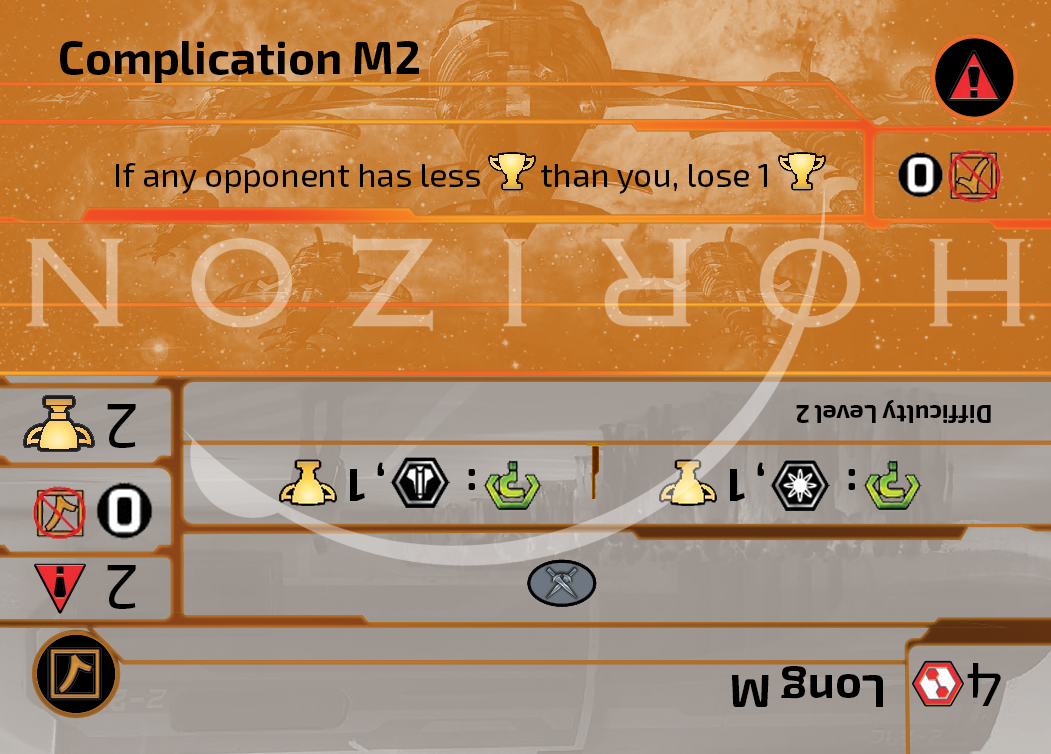 Complication M2
If any opponent has less than you, lose 1
0
HORIZON
4 Long M
2
0
2
: , 1 : , 1
Difficulty Level 2